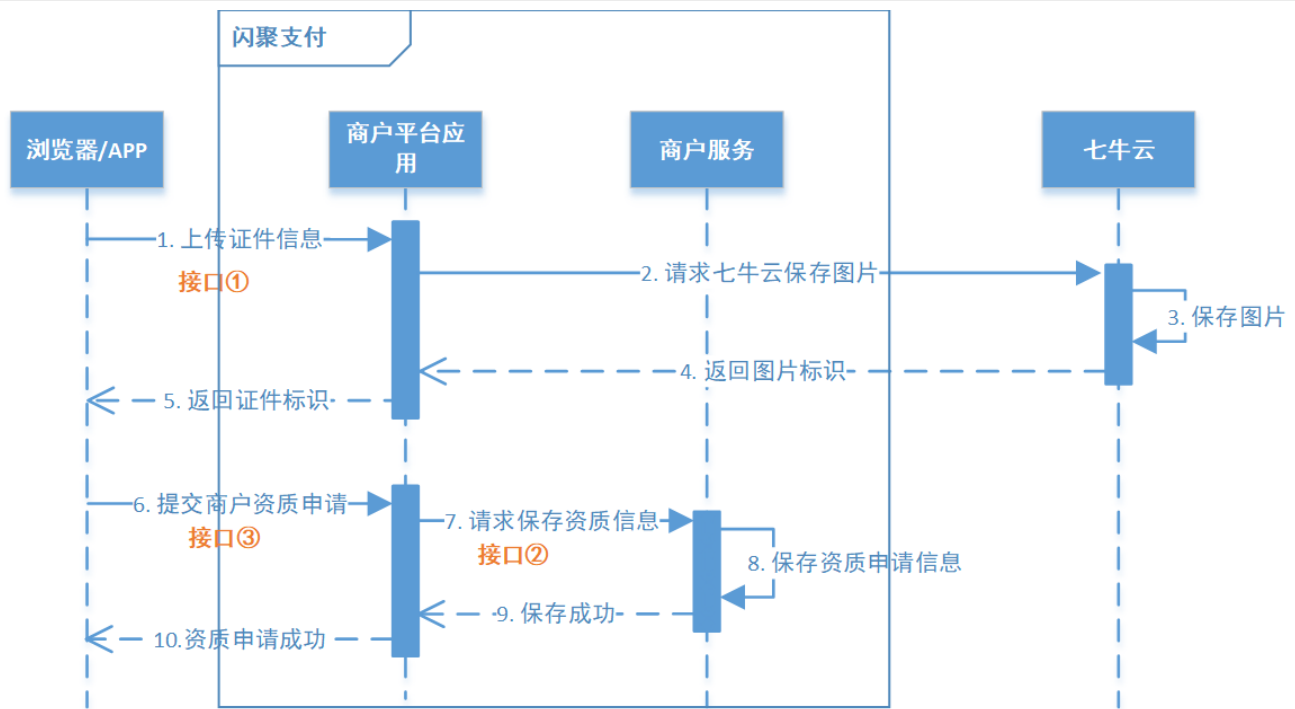 闪聚支付
浏览器/APP
商户平台应
用
商户服务
七牛云
1. 上传证件信息
接口①
2. 请求七牛云保存图片
3. 保存图片
4. 返回图片标识
5. 返回证件标识
6. 提交商户资质申请
接口③
7. 请求保存资质信息
接口②
8. 保存资质申请信息
9. 保存成功
10.资质申请成功